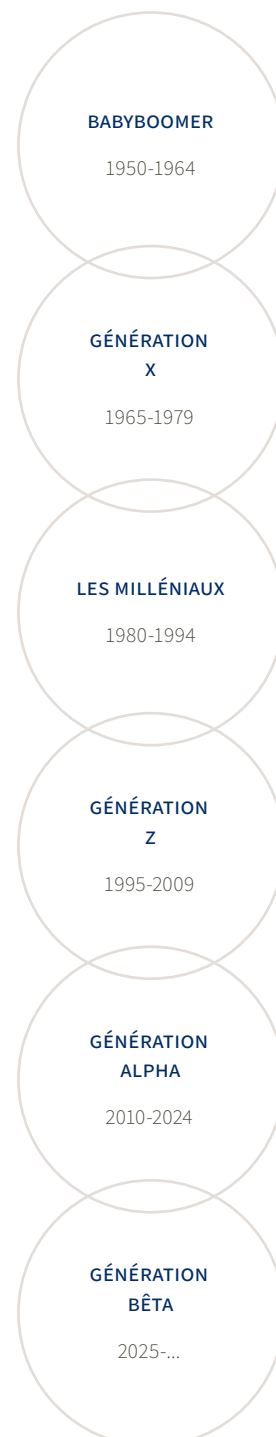 BABYBOOMER
1950-1964
GÉNÉRATION
X
1965-1979
LES MILLÉNIAUX
1980-1994
GÉNÉRATION
Z
1995-2009
GÉNÉRATION
ALPHA
2010-2024
GÉNÉRATION
BÊTA
2025-...